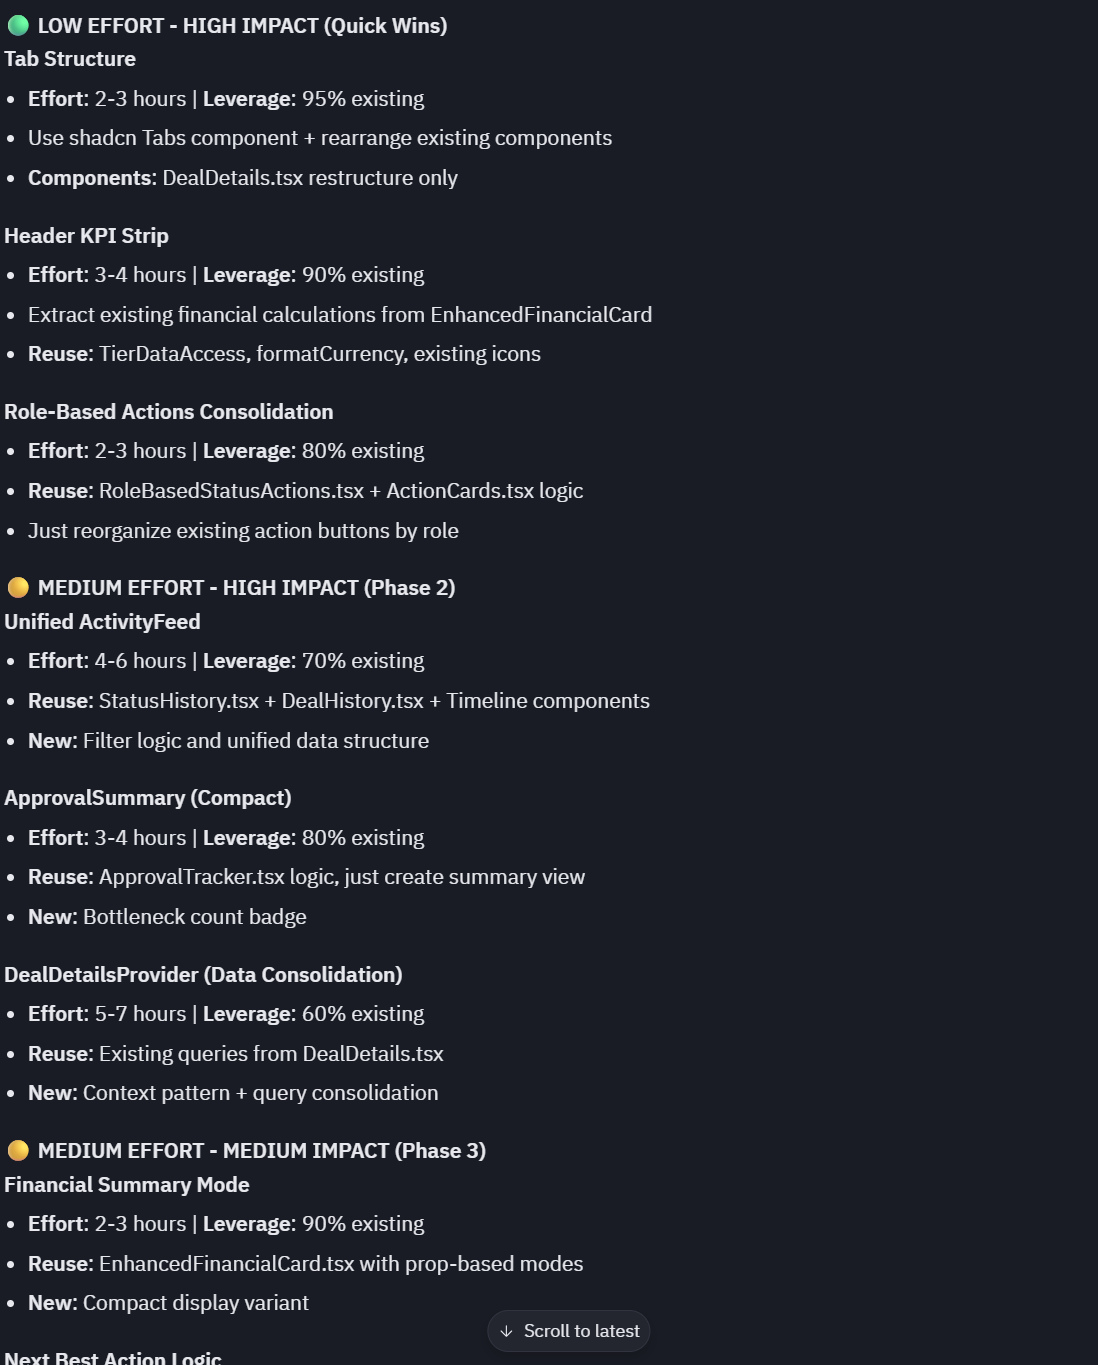 LOW EFFORT - HIGH IMPACT (Quick Wins)
Tab Structure
• Effort: 2-3 hours | Leverage: 95% existing
• Use shadcn Tabs component + rearrange existing components
• Components: DealDetails.tsx restructure only
Header KPI Strip
• Effort: 3-4 hours | Leverage: 90% existing
• Extract existing financial calculations from EnhancedFinancialCard
• Reuse: TierDataAccess, formatCurrency, existing icons
Role-Based Actions Consolidation
• Effort: 2-3 hours | Leverage: 80% existing
• Reuse: RoleBasedStatusActions.tsx + ActionCards.tsx logic
• Just reorganize existing action buttons by role
MEDIUM EFFORT - HIGH IMPACT (Phase 2)
Unified ActivityFeed
• Effort: 4-6 hours | Leverage: 70% existing
• Reuse: StatusHistory.tsx + DealHistory.tsx + Timeline components
• New: Filter logic and unified data structure
ApprovalSummary (Compact)
• Effort: 3-4 hours | Leverage: 80% existing
• Reuse: ApprovalTracker.tsx logic, just create summary view
• New: Bottleneck count badge
DealDetailsProvider (Data Consolidation)
• Effort: 5-7 hours | Leverage: 60% existing
• Reuse: Existing queries from DealDetails.tsx
• New: Context pattern + query consolidation
MEDIUM EFFORT - MEDIUM IMPACT (Phase 3)
Financial Summary Mode
• Effort: 2-3 hours | Leverage: 90% existing
• Reuse: EnhancedFinancialCard.tsx with prop-based modes
• New: Compact display variant
↓ Scroll to latest
Next Best Action Logic